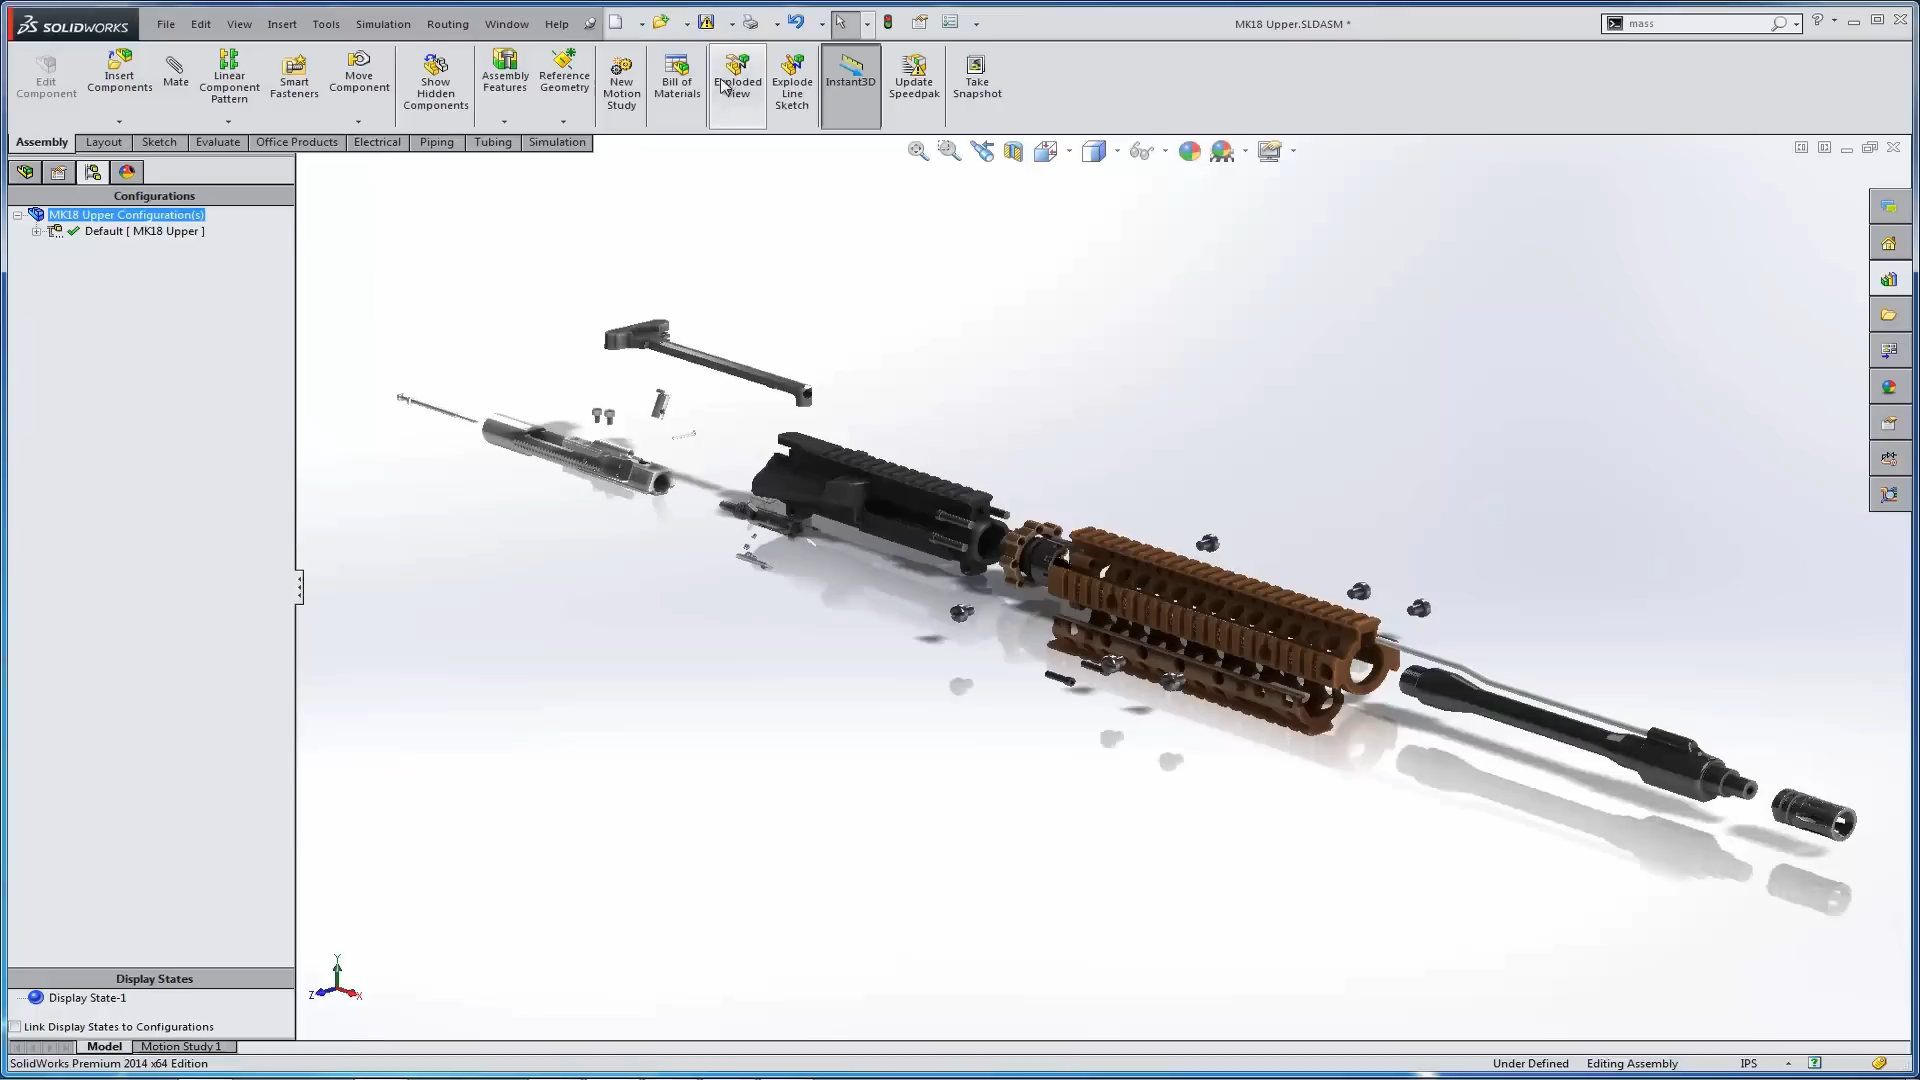 SOLIDWORKS File Edit View Insert Tools Simulation Routing Window Help MK18 Upper.SLDASM * mass
Edit Component
Insert Components
Mate
Linear Component Pattern
Smart Fasteners
Move Component
Show Hidden Components
Assembly Features
Reference Geometry
New Motion Study
Bill of Materials
Exploded View
Explode Line Sketch
Instant3D
Update Speedpak
Take Snapshot
Assembly Layout Sketch Evaluate Office Products Electrical Piping Tubing Simulation
Configurations
MK18 Upper Configuration(s)
Default [ MK18 Upper ]
Y
Z X
Display States
Display State-1
Link Display States to Configurations
Model Motion Study 1
SolidWorks Premium 2014 x64 Edition Under Defined Editing Assembly IPS